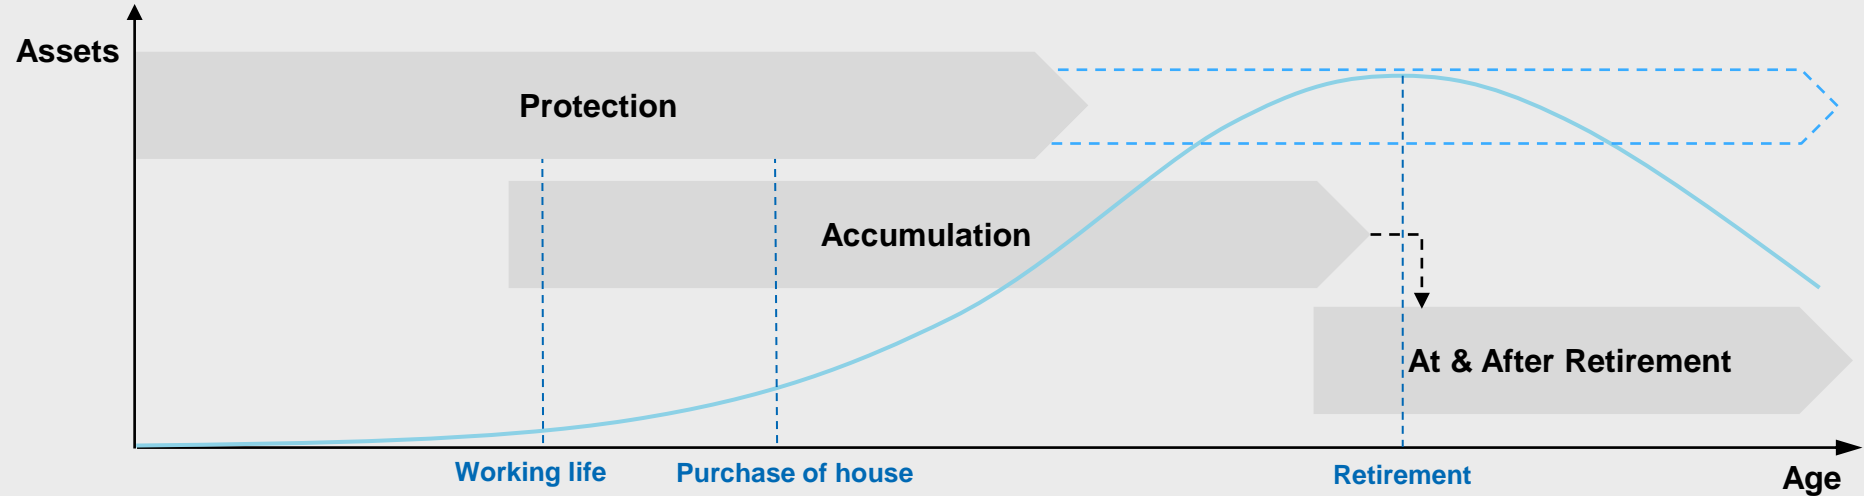 Assets
Protection
Accumulation
At & After Retirement
Working life
Purchase of house
Retirement
Age